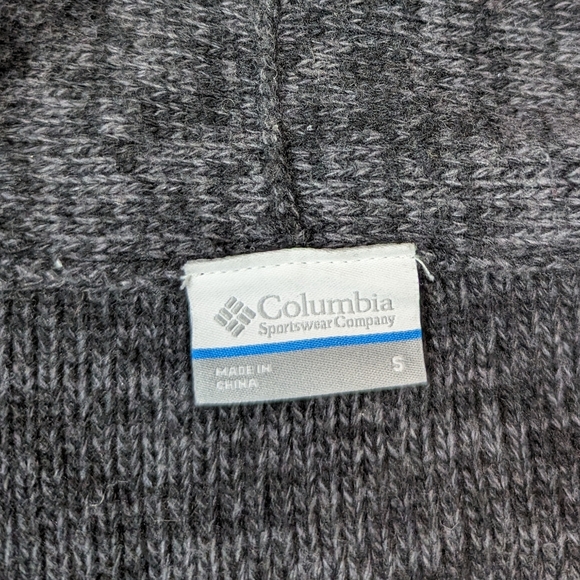 Columbia
Sportswear Company
MADE IN
CHINA
S